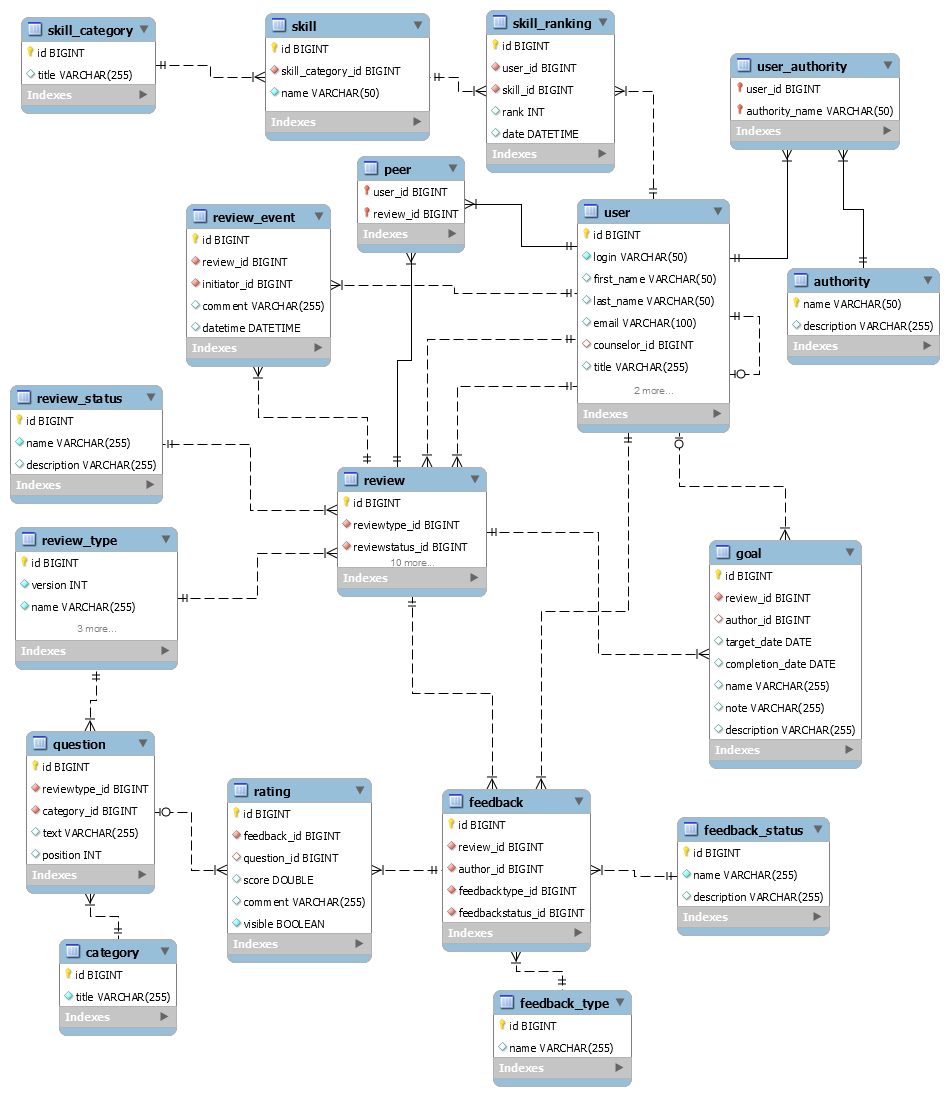 skill_category
id BIGINT
title VARCHAR(255)
Indexes
skill
id BIGINT
skill_category_id BIGINT
name VARCHAR(50)
Indexes
skill_ranking
id BIGINT
user_id BIGINT
skill_id BIGINT
rank INT
date DATETIME
Indexes
user_authority
user_id BIGINT
authority_name VARCHAR(50)
Indexes
peer
user_id BIGINT
review_id BIGINT
Indexes
review_event
id BIGINT
review_id BIGINT
initiator_id BIGINT
comment VARCHAR(255)
datetime DATETIME
Indexes
user
id BIGINT
login VARCHAR(50)
first_name VARCHAR(50)
last_name VARCHAR(50)
email VARCHAR(100)
counselor_id BIGINT
title VARCHAR(255)
2 more...
Indexes
authority
name VARCHAR(50)
description VARCHAR(255)
Indexes
review_status
id BIGINT
name VARCHAR(255)
description VARCHAR(255)
Indexes
review
id BIGINT
reviewtype_id BIGINT
reviewstatus_id BIGINT
10 more...
Indexes
review_type
id BIGINT
version INT
name VARCHAR(255)
3 more...
Indexes
goal
id BIGINT
review_id BIGINT
author_id BIGINT
target_date DATE
completion_date DATE
name VARCHAR(255)
note VARCHAR(255)
description VARCHAR(255)
Indexes
question
id BIGINT
reviewtype_id BIGINT
category_id BIGINT
text VARCHAR(255)
position INT
Indexes
rating
id BIGINT
feedback_id BIGINT
question_id BIGINT
score DOUBLE
comment VARCHAR(255)
visible BOOLEAN
Indexes
feedback
id BIGINT
review_id BIGINT
author_id BIGINT
feedbacktype_id BIGINT
feedbackstatus_id BIGINT
Indexes
feedback_status
id BIGINT
name VARCHAR(255)
description VARCHAR(255)
Indexes
category
id BIGINT
title VARCHAR(255)
Indexes
feedback_type
id BIGINT
name VARCHAR(255)
Indexes